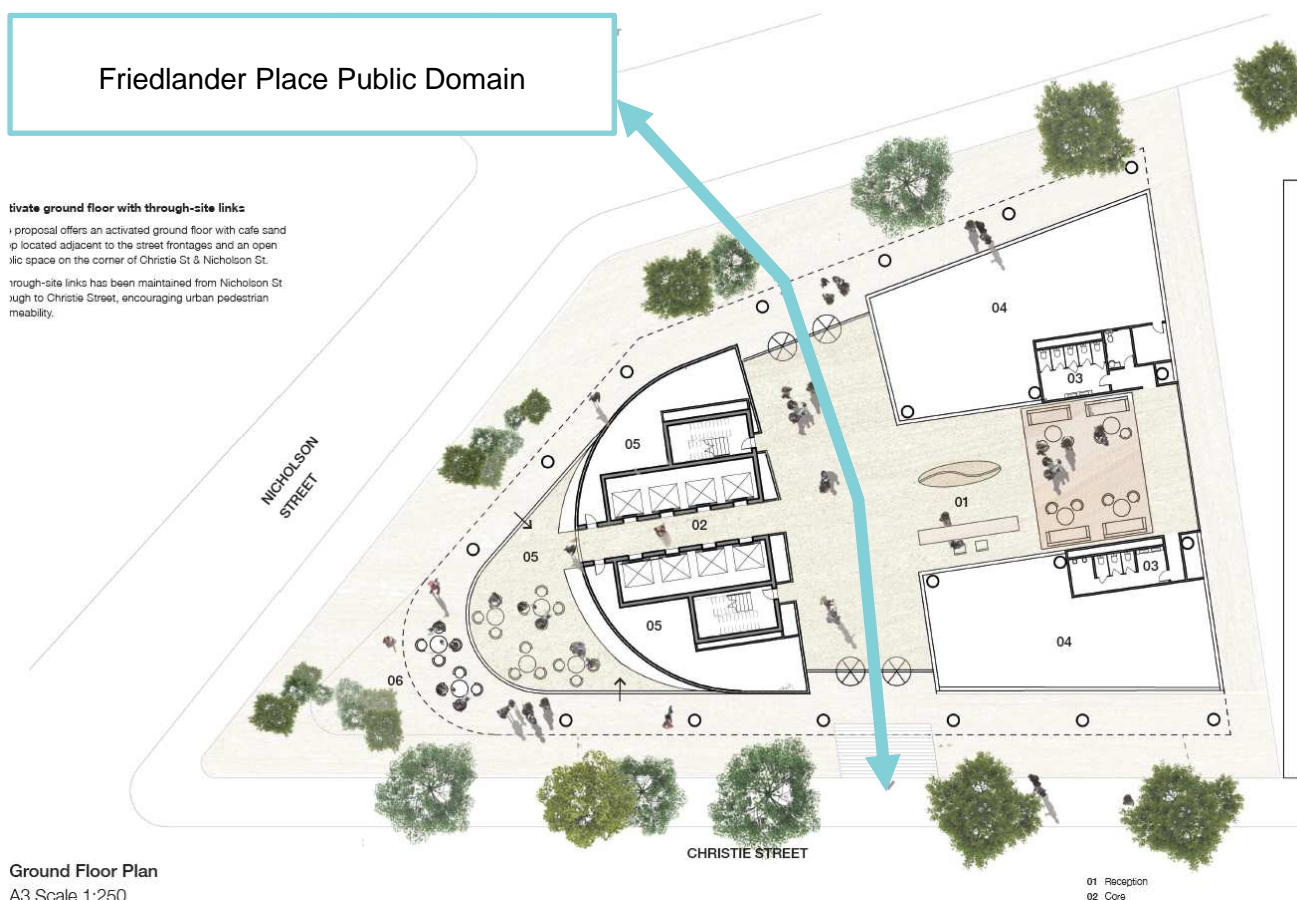 Friedlander Place Public Domain
tivate ground floor with through-site links
proposal offers an activated ground floor with cafe sand
op located adjacent to the street frontages and an open
blic space on the corner of Christie St & Nicholson St.
hrough-site links has been maintained from Nicholson St
ough to Christie Street, encouraging urban pedestrian
meability.
04
03
05
NICHOLSON
STREET
01
02
05
03
05
04
06
CHRISTIE STREET
Ground Floor Plan
A3 Scale 1:250
01 Reception
02 Core